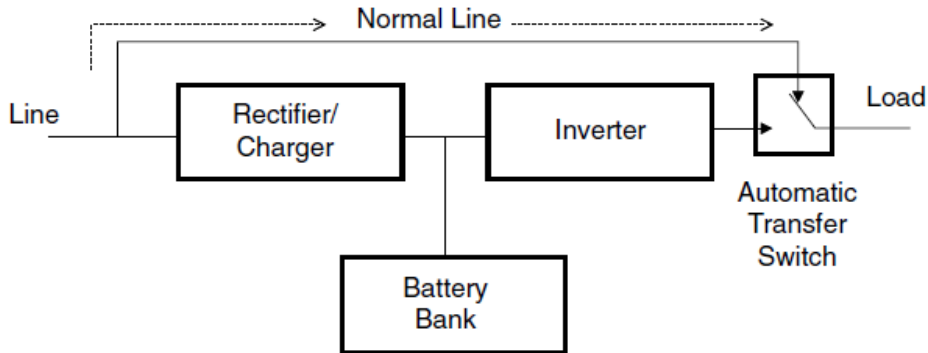 Normal Line
Line
Rectifier/
Charger
Inverter
Load
Automatic
Transfer
Switch
Battery
Bank